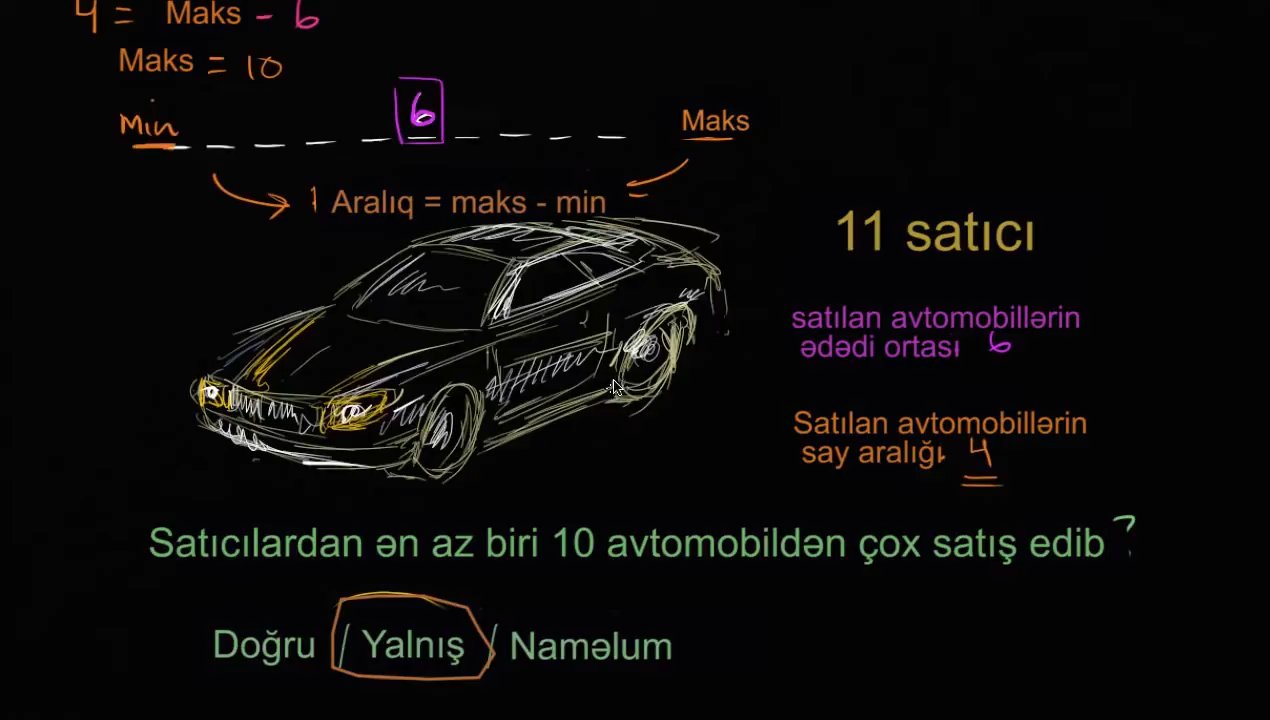 4 = Maks - 6
Maks = 10
Min
6
Maks
Aralıq = maks - min
11 satıcı
satılan avtomobillərin
ədədi ortası 6
Satılan avtomobillərin
say aralığı 4
Satıcılardan ən az biri 10 avtomobildən çox satış edib ?
Doğru / Yalnış / Naməlum